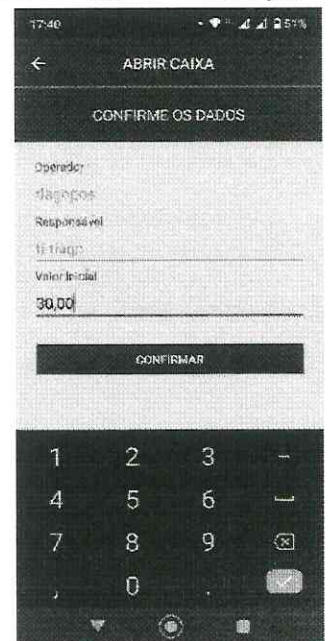 17:40
51%
ABRIR CAIXA
CONFIRME OS DADOS
Operador
Responsável
Valor Inicial
30,00
CONFIRMAR
1 2 3 -
4 5 6
7 8 9
, 0 .